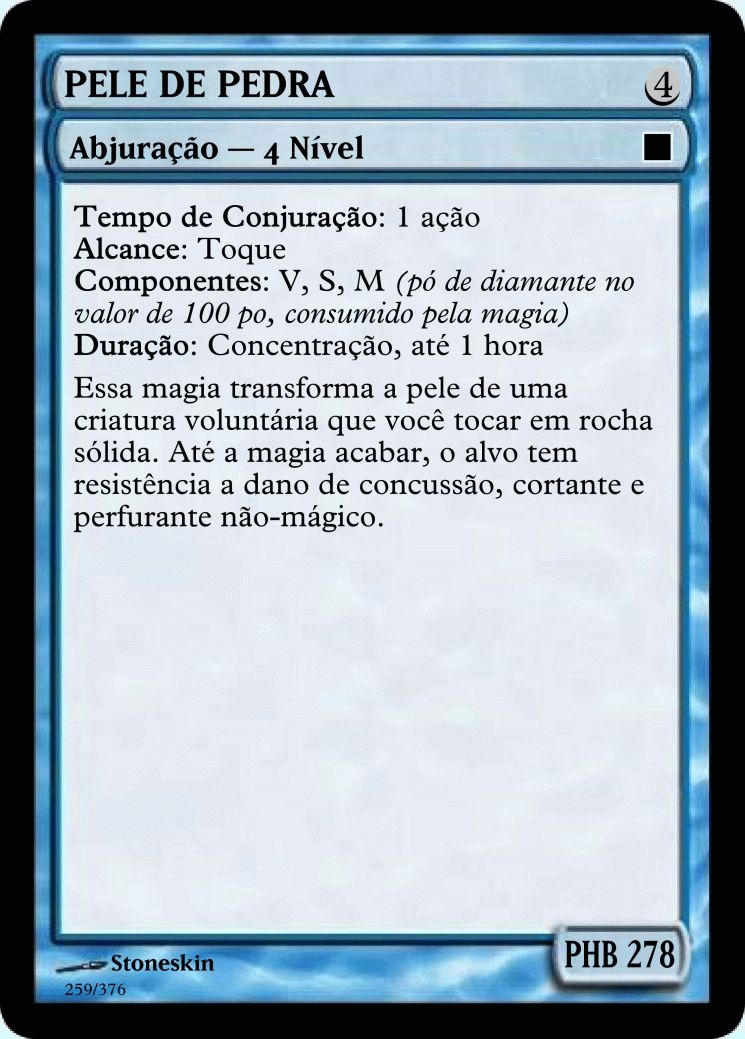 PELE DE PEDRA
4
Abjuração — 4 Nível
Tempo de Conjuração: 1 ação
Alcance: Toque
Componentes: V, S, M (pó de diamante no
valor de 100 po, consumido pela magia)
Duração: Concentração, até 1 hora
Essa magia transforma a pele de uma
criatura voluntária que você tocar em rocha
sólida. Até a magia acabar, o alvo tem
resistência a dano de concussão, cortante e
perfurante não-mágico.
Stoneskin
PHB 278
259/376